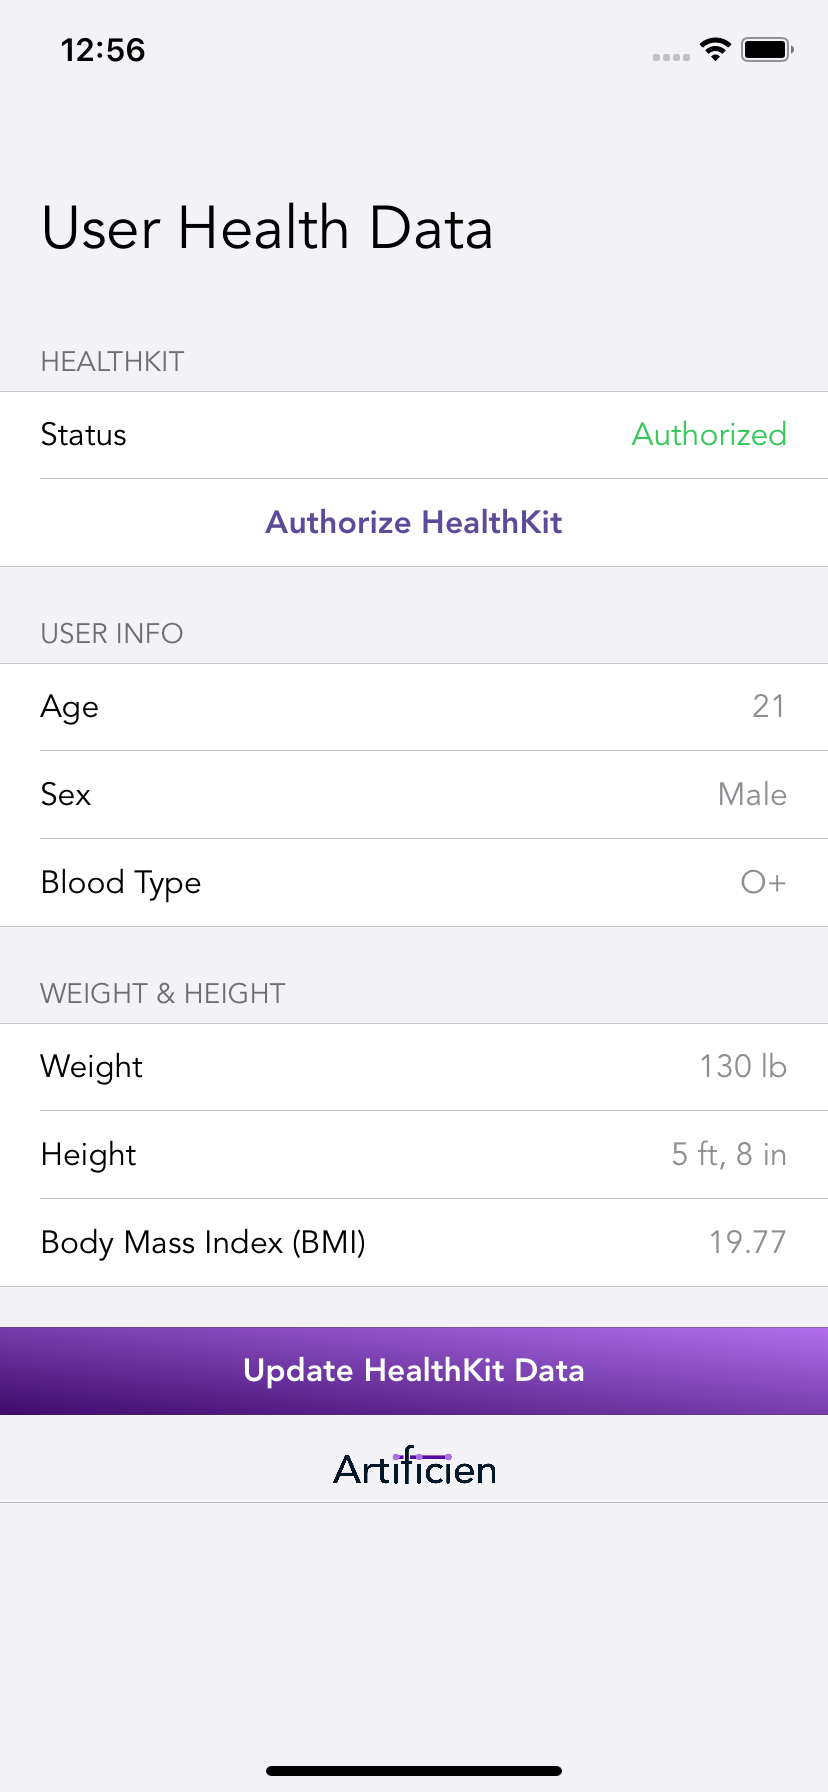 12:56
User Health Data
HEALTHKIT
Status Authorized
Authorize HealthKit
USER INFO
Age 21
Sex Male
Blood Type O+
WEIGHT & HEIGHT
Weight 130 lb
Height 5 ft, 8 in
Body Mass Index (BMI) 19.77
Update HealthKit Data
Artificien